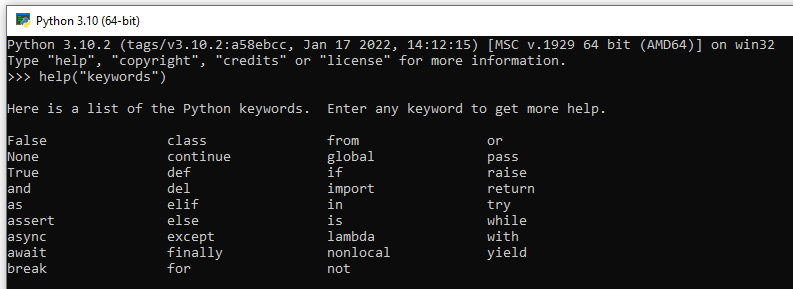 Python 3.10 (64-bit)
Python 3.10.2 (tags/v3.10.2:a58ebcc, Jan 17 2022, 14:12:15) [MSC v.1929 64 bit (AMD64)] on win32
Type "help", "copyright", "credits" or "license" for more information.
>>> help("keywords")
Here is a list of the Python keywords.  Enter any keyword to get more help.
False               class               from                or
None                continue            global              pass
True                def                 if                  raise
and                 del                 import              return
as                  elif                in                  try
assert              else                is                  while
async               except              lambda              with
await               finally             nonlocal            yield
break               for                 not